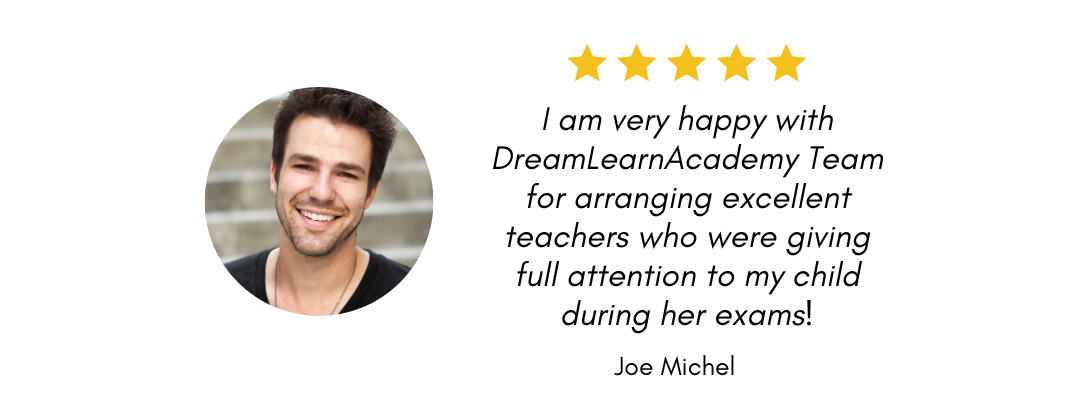 I am very happy with
DreamLearnAcademy Team
for arranging excellent
teachers who were giving
full attention to my child
during her exams!
Joe Michel